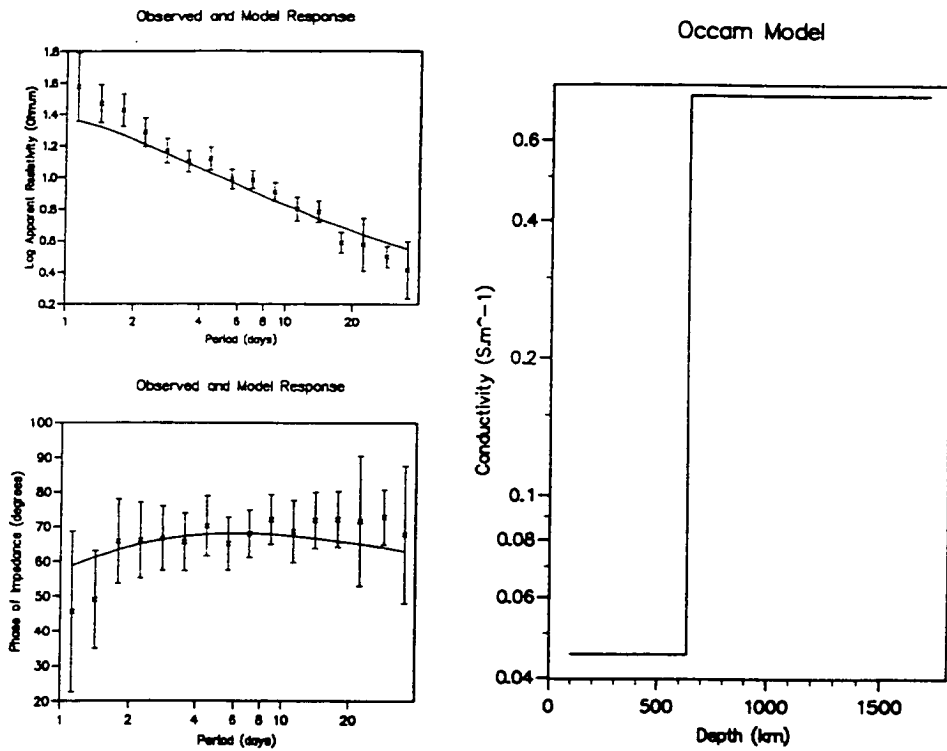 Observed and Model Response
1.8
1.6
1.4
1.2
1.0
0.8
0.6
0.4
0.2
Log Apparent Resistivity (Ohm.m)
1 2 4 6 8 10 20
Period (days)
Observed and Model Response
100
90
80
70
60
50
40
30
20
Phase of Impedance (degrees)
1 2 4 6 8 10 20
Period (days)
Occam Model
0.6
0.4
0.2
0.1
0.08
0.06
0.04
Conductivity (S.m^-1)
0 500 1000 1500
Depth (km)